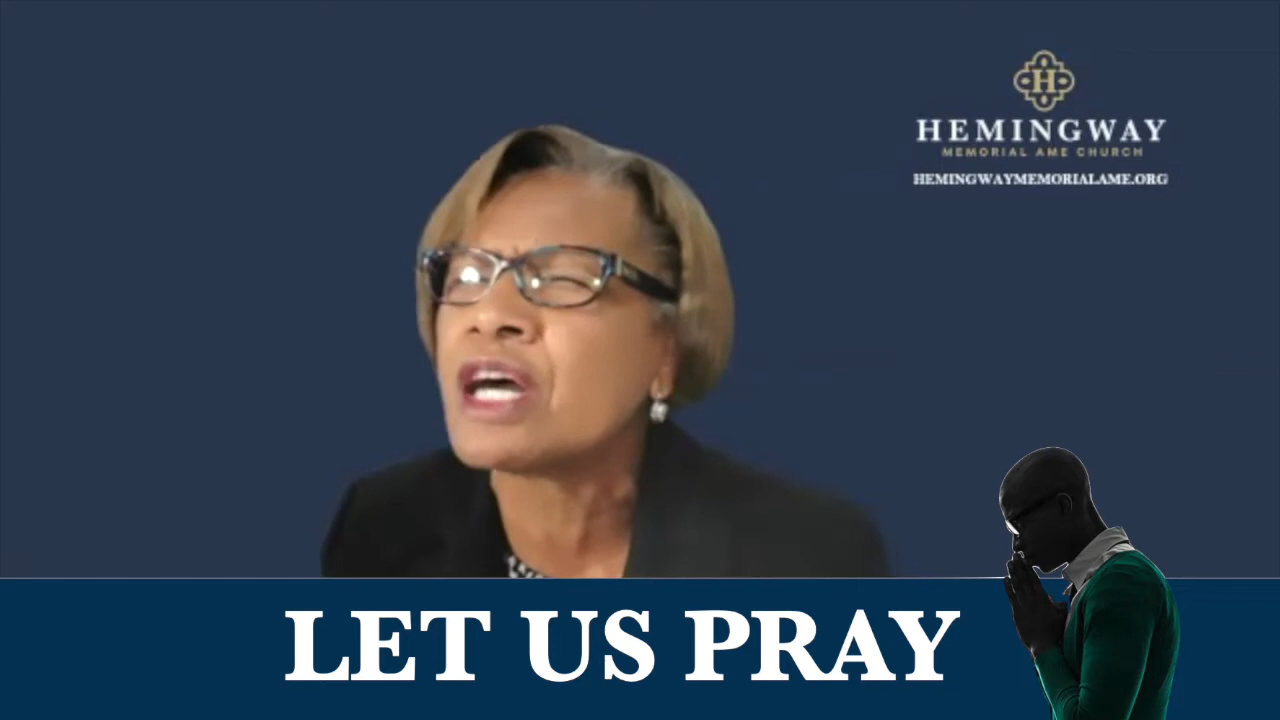 H
HEMINGWAY
MEMORIAL AME CHURCH
HEMINGWAYMEMORIALAME.ORG
LET US PRAY